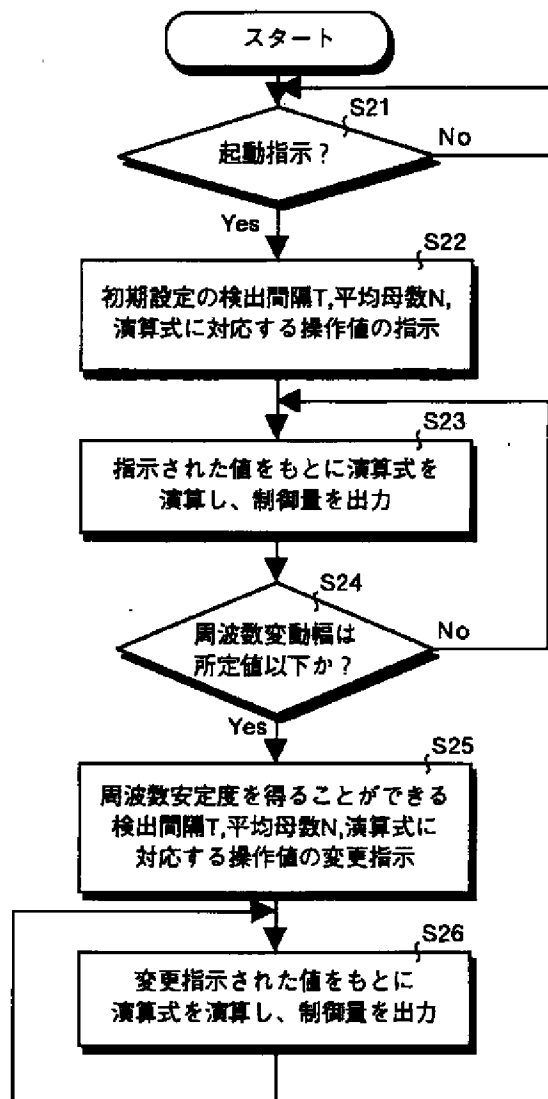 スタート
S21
起動指示?
No
Yes
S22
初期設定の検出間隔T,平均母数N,
演算式に対応する操作値の指示
S23
指示された値をもとに演算式を
演算し、制御量を出力
S24
周波数変動幅は
所定値以下か?
No
Yes
S25
周波数安定度を得ることができる
検出間隔T,平均母数N,演算式に
対応する操作値の変更指示
S26
変更指示された値をもとに
演算式を演算し、制御量を出力